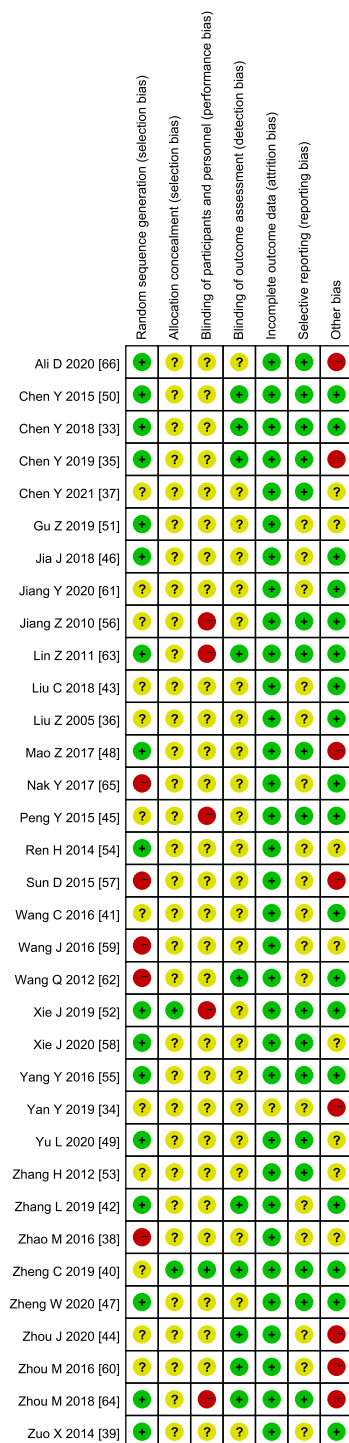 Random sequence generation (selection bias)
Allocation concealment (selection bias)
Blinding of participants and personnel (performance bias)
Blinding of outcome assessment (detection bias)
Incomplete outcome data (attrition bias)
Selective reporting (reporting bias)
Other bias
Ali D 2020 [66] + ? ? ? + + -
Chen Y 2015 [50] + ? ? + + + +
Chen Y 2018 [33] + ? ? + + + +
Chen Y 2019 [35] + ? ? + + + -
Chen Y 2021 [37] ? ? ? ? + + ?
Gu Z 2019 [51] + ? ? ? + ? ?
Jia J 2018 [46] + ? ? ? + ? +
Jiang Y 2020 [61] ? ? ? ? + ? +
Jiang Z 2010 [56] ? ? - ? + + +
Lin Z 2011 [63] + ? - + + + +
Liu C 2018 [43] ? ? ? ? + ? +
Liu Z 2005 [36] ? ? ? ? + ? +
Mao Z 2017 [48] + ? ? ? + + -
Nak Y 2017 [65] - ? ? ? + ? +
Peng Y 2015 [45] ? ? - ? + + +
Ren H 2014 [54] + ? ? ? + ? ?
Sun D 2015 [57] - ? ? ? + ? -
Wang C 2016 [41] ? ? ? ? + ? +
Wang J 2016 [59] - ? ? ? + ? ?
Wang Q 2012 [62] - ? ? + + ? +
Xie J 2019 [52] + + - ? + + +
Xie J 2020 [58] + ? ? ? + + ?
Yang Y 2016 [55] + ? ? ? + + +
Yan Y 2019 [34] ? ? ? ? ? ? -
Yu L 2020 [49] + ? ? ? + + ?
Zhang H 2012 [53] ? ? ? ? + + ?
Zhang L 2019 [42] + ? ? + + ? +
Zhao M 2016 [38] - ? ? ? + ? ?
Zheng C 2019 [40] ? + + + + + +
Zheng W 2020 [47] + ? ? ? + + +
Zhou J 2020 [44] ? ? ? + + ? -
Zhou M 2016 [60] ? ? ? + + ? -
Zhou M 2018 [64] + ? - + + + -
Zuo X 2014 [39] + ? ? ? + ? +